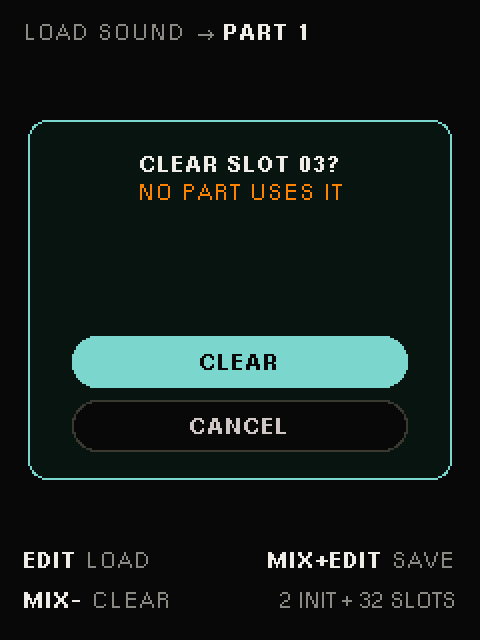 LOAD SOUND → PART 1
CLEAR SLOT 03?
NO PART USES IT
CLEAR
CANCEL
EDIT LOAD MIX+EDIT SAVE
MIX- CLEAR 2 INIT + 32 SLOTS